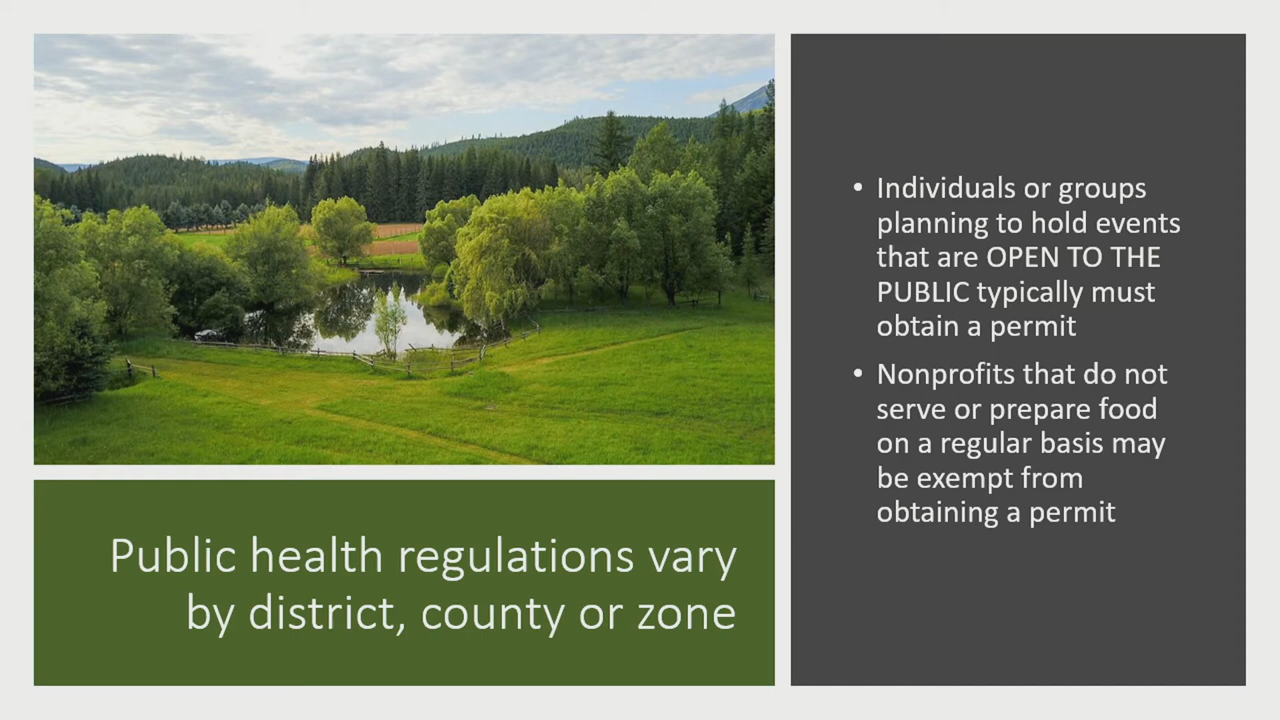 Public health regulations vary
by district, county or zone
• Individuals or groups
planning to hold events
that are OPEN TO THE
PUBLIC typically must
obtain a permit
• Nonprofits that do not
serve or prepare food
on a regular basis may
be exempt from
obtaining a permit